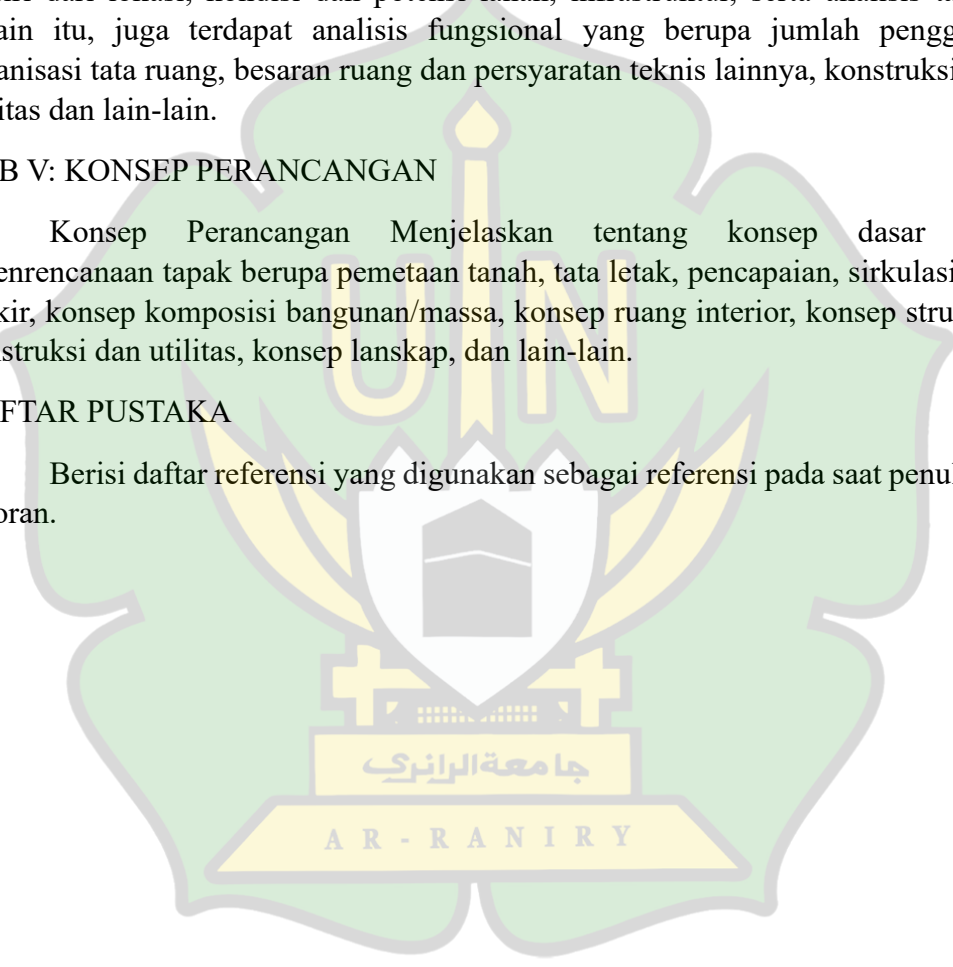 ain itu, juga terdapat analisis fungsional yang berupa jumlah pengg
anisasi tata ruang, besaran ruang dan persyaratan teknis lainnya, konstruksi
itas dan lain-lain.
B V: KONSEP PERANCANGAN
Konsep Perancangan Menjelaskan tentang konsep dasar
enrencanaan tapak berupa pemetaan tanah, tata letak, pencapaian, sirkulasi
kir, konsep komposisi bangunan/massa, konsep ruang interior, konsep stru
struksi dan utilitas, konsep lanskap, dan lain-lain.
FTAR PUSTAKA
Berisi daftar referensi yang digunakan sebagai referensi pada saat penul
oran.
UIN
جامعة الرانري
AR-RANIRY